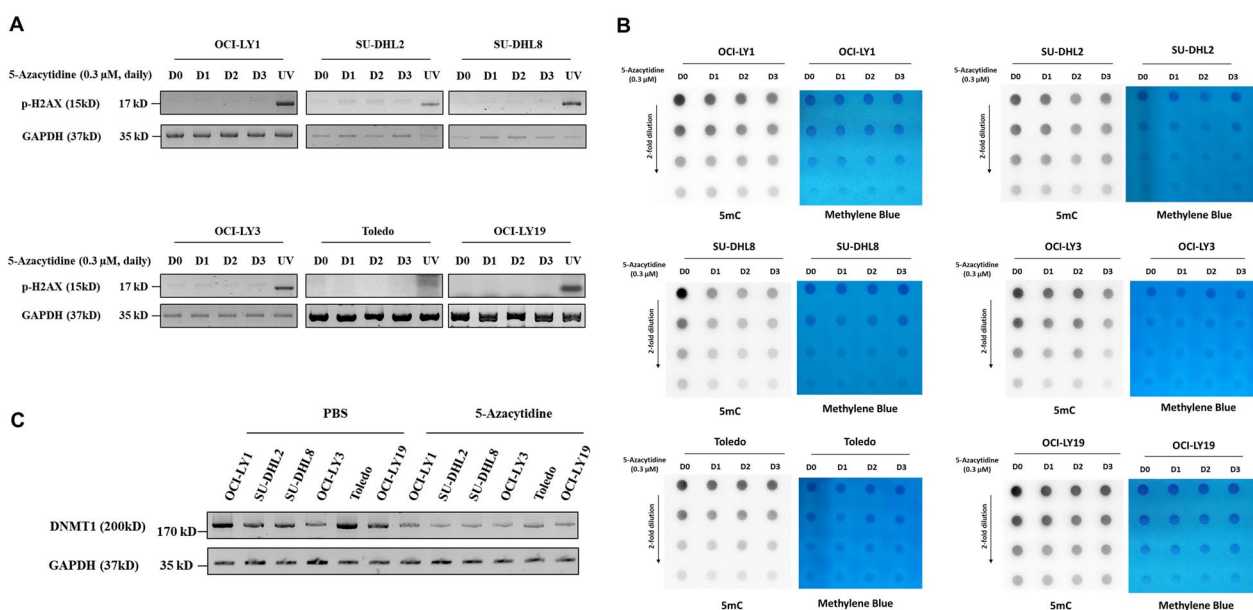 A
OCI-LY1 SU-DHL2 SU-DHL8
5-Azacytidine (0.3 μM, daily) D0 D1 D2 D3 UV D0 D1 D2 D3 UV D0 D1 D2 D3 UV
p-H2AX (15kD) 17 kD
GAPDH (37kD) 35 kD
OCI-LY3 Toledo OCI-LY19
5-Azacytidine (0.3 μM, daily) D0 D1 D2 D3 UV D0 D1 D2 D3 UV D0 D1 D2 D3 UV
p-H2AX (15kD) 17 kD
GAPDH (37kD) 35 kD
B
OCI-LY1 OCI-LY1
5-Azacytidine
(0.3 μM)
D0 D1 D2 D3 D0 D1 D2 D3
2-fold dilution
5mC Methylene Blue
SU-DHL2 SU-DHL2
5-Azacytidine
(0.3 μM)
D0 D1 D2 D3 D0 D1 D2 D3
2-fold dilution
5mC Methylene Blue
SU-DHL8 SU-DHL8
5-Azacytidine
(0.3 μM)
D0 D1 D2 D3 D0 D1 D2 D3
2-fold dilution
5mC Methylene Blue
OCI-LY3 OCI-LY3
5-Azacytidine
(0.3 μM)
D0 D1 D2 D3 D0 D1 D2 D3
2-fold dilution
5mC Methylene Blue
Toledo Toledo
5-Azacytidine
(0.3 μM)
D0 D1 D2 D3 D0 D1 D2 D3
2-fold dilution
5mC Methylene Blue
OCI-LY19 OCI-LY19
5-Azacytidine
(0.3 μM)
D0 D1 D2 D3 D0 D1 D2 D3
2-fold dilution
5mC Methylene Blue
C
PBS 5-Azacytidine
OCI-LY1 SU-DHL2 SU-DHL8 OCI-LY3 Toledo OCI-LY19 OCI-LY1 SU-DHL2 SU-DHL8 OCI-LY3 Toledo OCI-LY19
DNMT1 (200kD) 170 kD
GAPDH (37kD) 35 kD